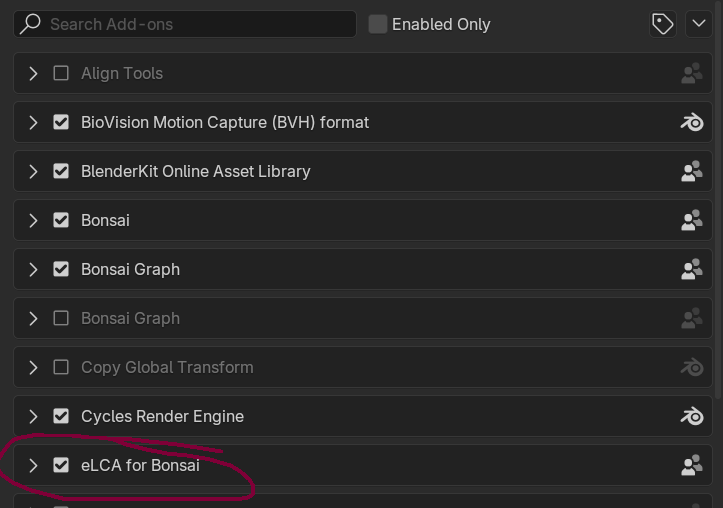 Search Add-ons
Enabled Only
Align Tools
BioVision Motion Capture (BVH) format
BlenderKit Online Asset Library
Bonsai
Bonsai Graph
Bonsai Graph
Copy Global Transform
Cycles Render Engine
eLCA for Bonsai